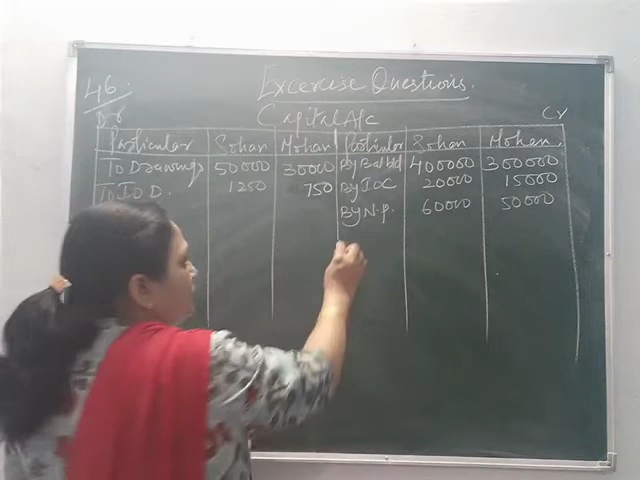 Excercise Questions.
46.
Capital A/c
Dr Cr
Particular Sohan Mohan Particular Sohan Mohan.
To Drawings 50000 30000 By Bal b/d 400000 300000
To I.O.D. 1250 750 By I.O.C 20000 15000
By N.P. 60000 50000